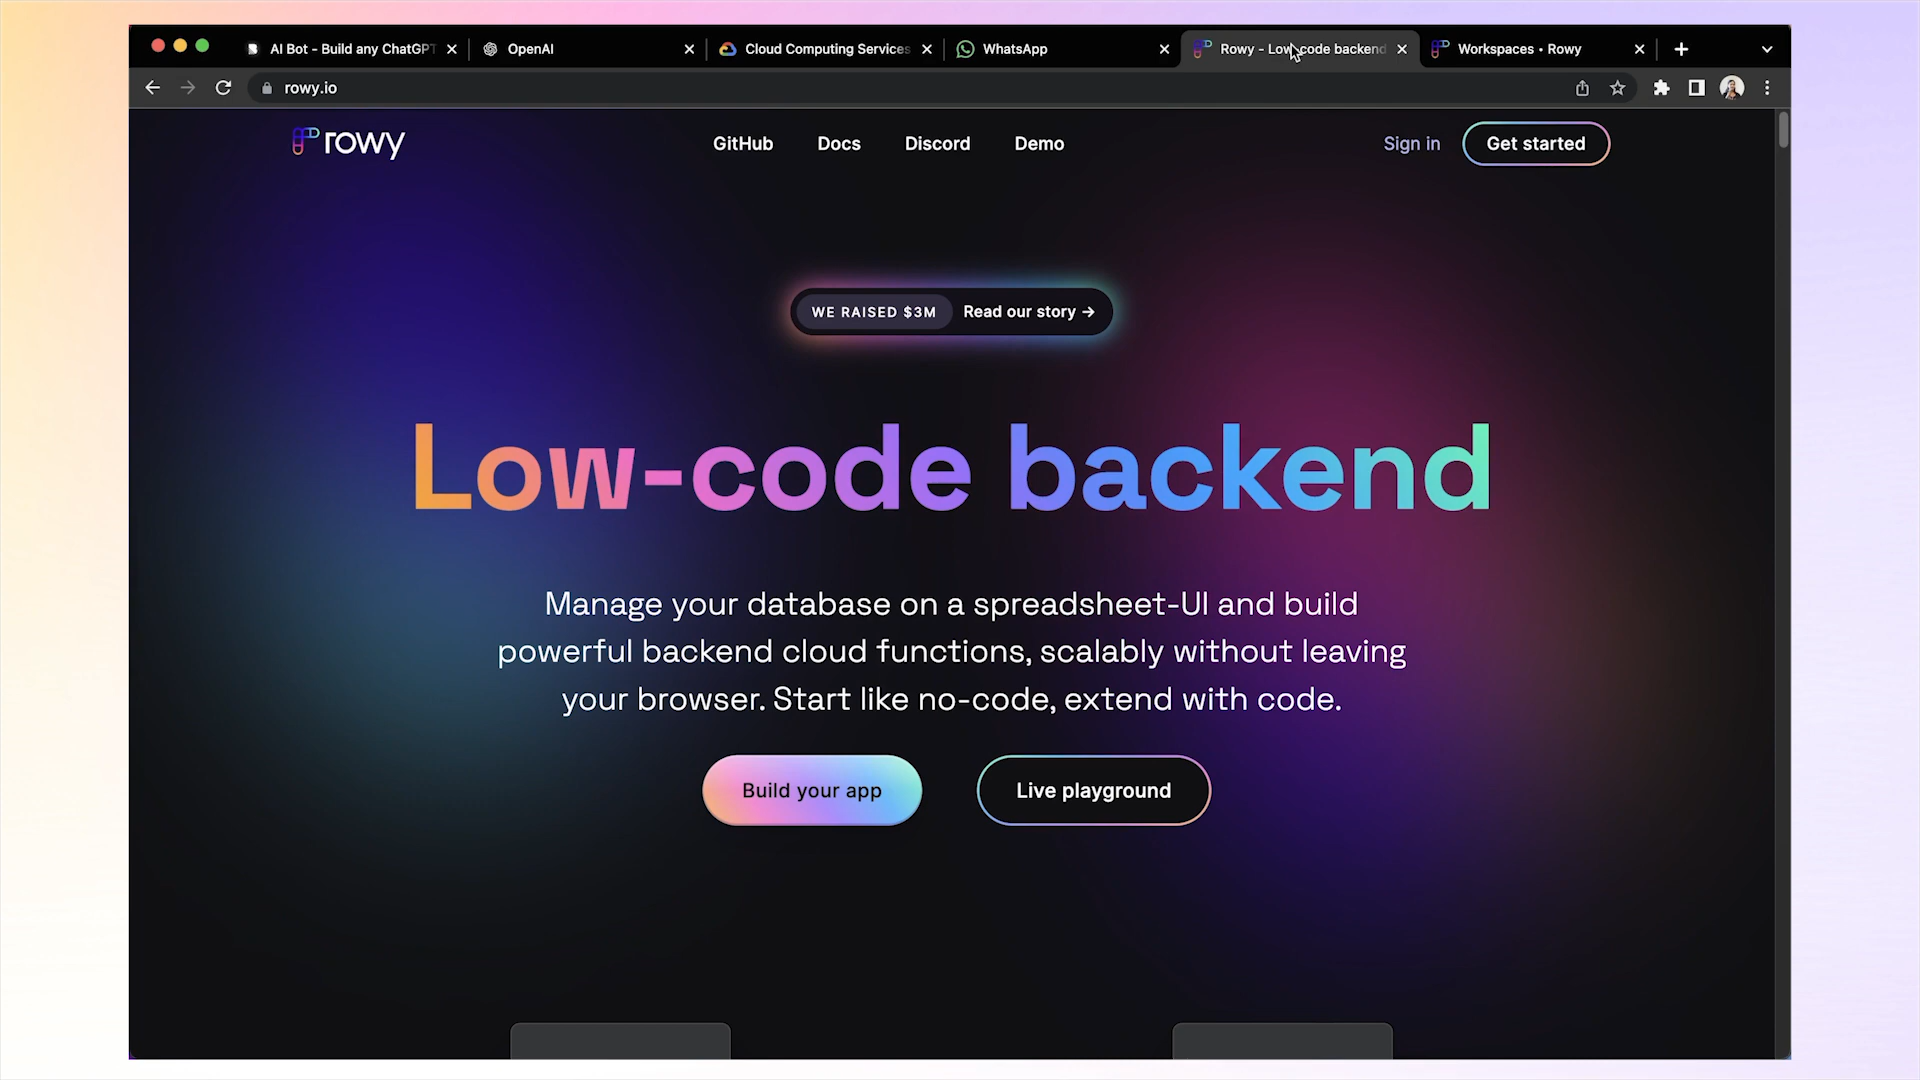 AI Bot - Build any ChatGPT
OpenAI
Cloud Computing Services
WhatsApp
Rowy - Low-code backend
Workspaces • Rowy
rowy.io
rowy
GitHub
Docs
Discord
Demo
Sign in
Get started
WE RAISED $3M Read our story →
Low-code backend
Manage your database on a spreadsheet-UI and build
powerful backend cloud functions, scalably without leaving
your browser. Start like no-code, extend with code.
Build your app
Live playground